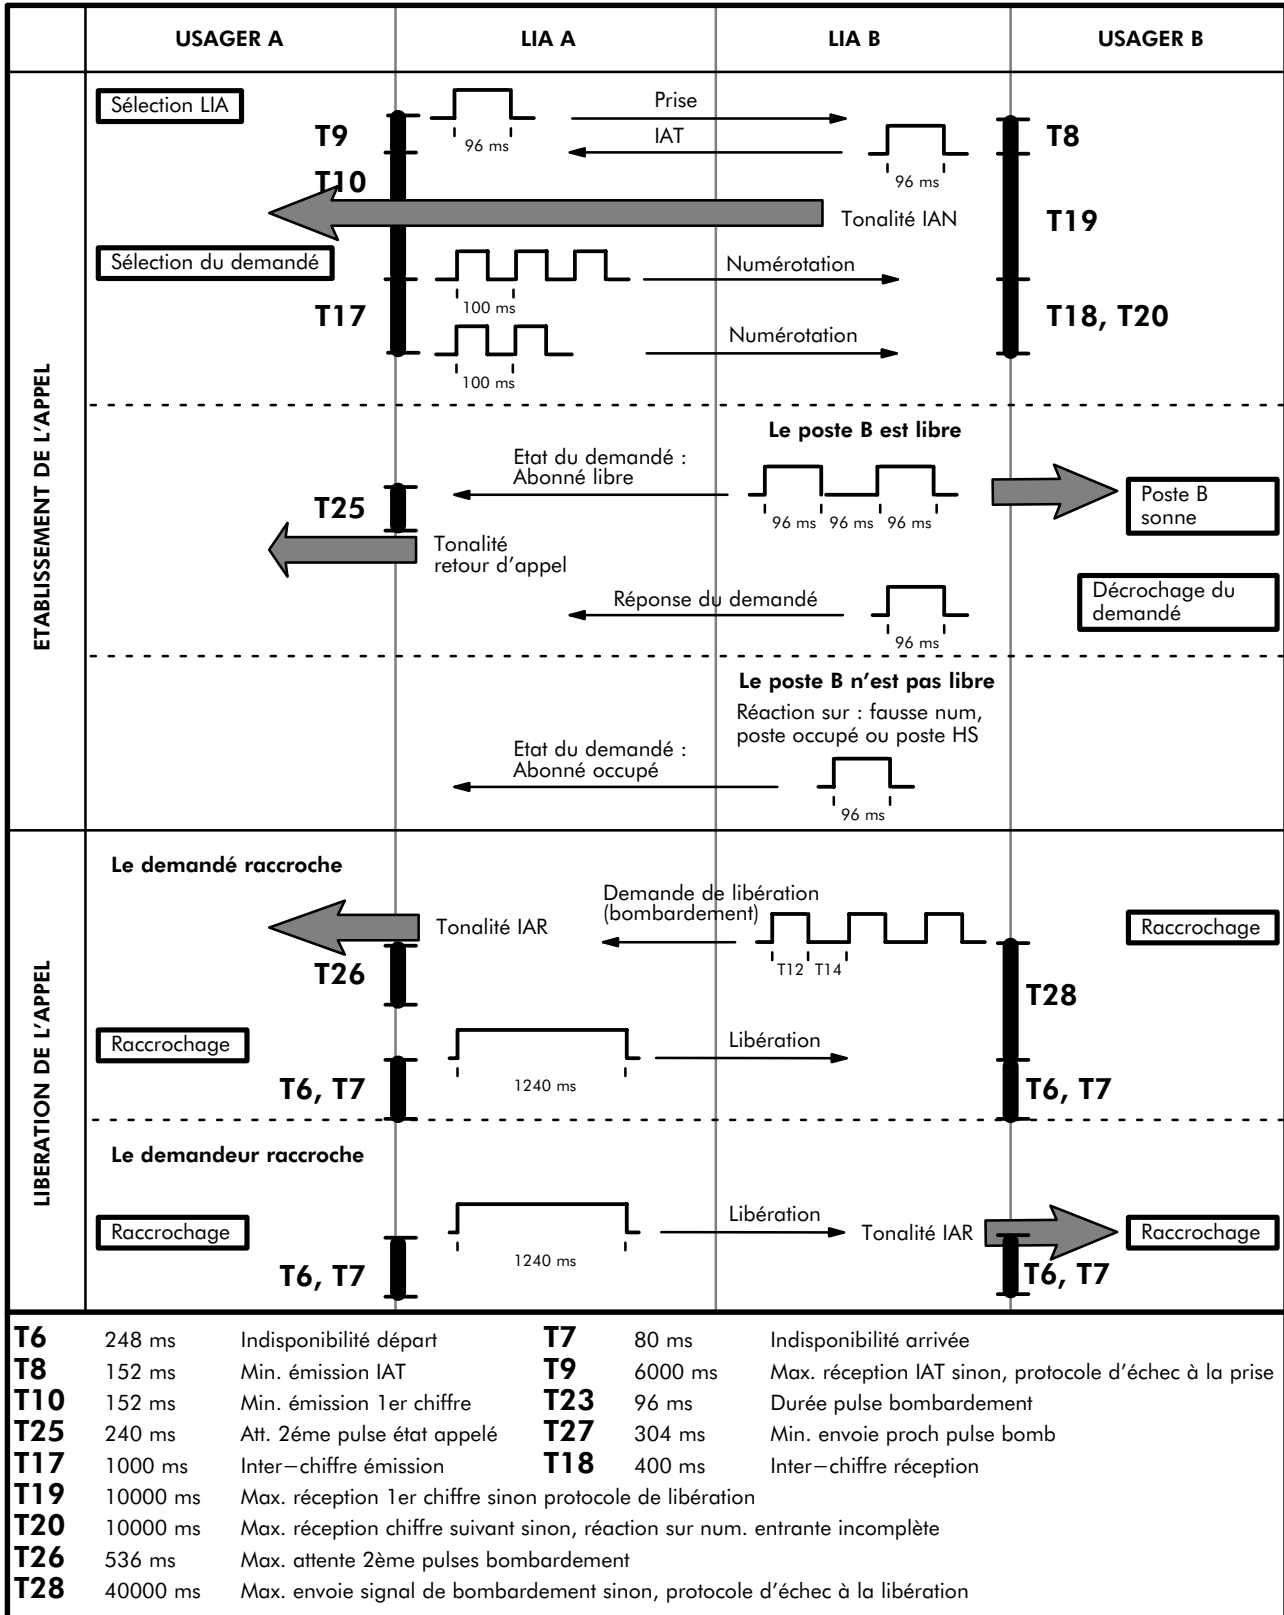 USAGER A LIA A LIA B USAGER B
ETABLISSEMENT DE L'APPEL
Sélection LIA
Prise
T9
96 ms
IAT
T8
T10
96 ms
Tonalité IAN
T19
Sélection du demandé
Numérotation
100 ms
T17
T18, T20
Numérotation
100 ms
Le poste B est libre
Etat du demandé :
Abonné libre
T25
96 ms 96 ms 96 ms
Poste B
sonne
Tonalité
retour d'appel
Réponse du demandé
96 ms
Décrochage du
demandé
Le poste B n'est pas libre
Réaction sur : fausse num,
poste occupé ou poste HS
Etat du demandé :
Abonné occupé
96 ms
LIBERATION DE L'APPEL
Le demandé raccroche
Demande de libération
(bombardement)
Tonalité IAR
Raccrochage
T26
T12 T14
T28
Raccrochage
Libération
1240 ms
T6, T7
T6, T7
Le demandeur raccroche
Raccrochage
Libération
Tonalité IAR
Raccrochage
1240 ms
T6, T7
T6, T7
T6 248 ms Indisponibilité départ T7 80 ms Indisponibilité arrivée
T8 152 ms Min. émission IAT T9 6000 ms Max. réception IAT sinon, protocole d'échec à la prise
T10 152 ms Min. émission 1er chiffre T23 96 ms Durée pulse bombardement
T25 240 ms Att. 2éme pulse état appelé T27 304 ms Min. envoie proch pulse bomb
T17 1000 ms Inter−chiffre émission T18 400 ms Inter−chiffre réception
T19 10000 ms Max. réception 1er chiffre sinon protocole de libération
T20 10000 ms Max. réception chiffre suivant sinon, réaction sur num. entrante incomplète
T26 536 ms Max. attente 2ème pulses bombardement
T28 40000 ms Max. envoie signal de bombardement sinon, protocole d'échec à la libération